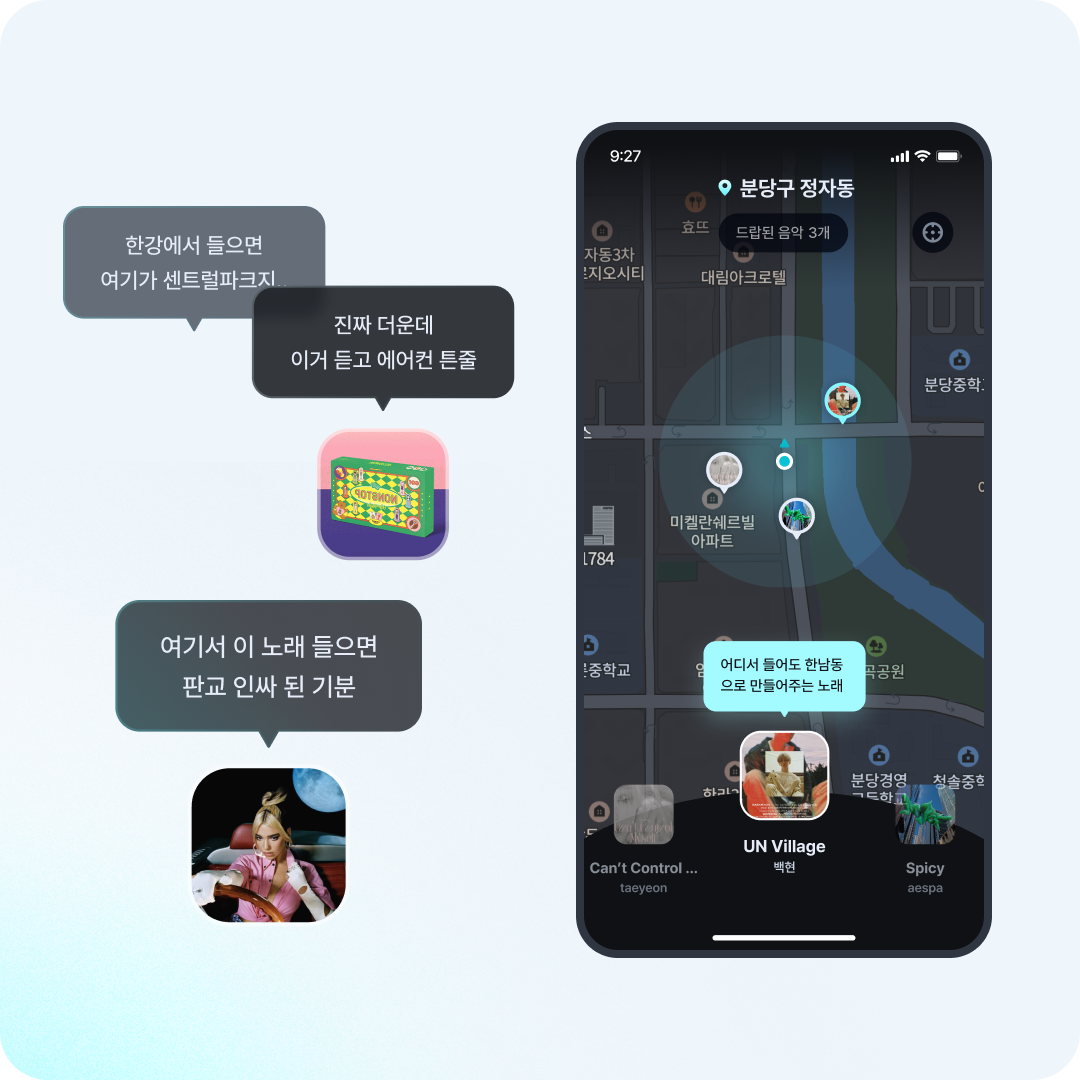 한강에서 들으면
여기가 센트럴파크지..
진짜 더운데
이거 듣고 에어컨 튼줄
NONSTOP
여기서 이 노래 들으면
판교 인싸 된 기분
9:27
분당구 정자동
드랍된 음악 3개
효뜨
자동3차
대림아크로텔
분당중학
미켈란쉐르빌
아파트
1784
중학교
어디서 들어도 한남동
으로 만들어주는 노래
곡공원
분당경영
고등학교
청솔중학
한라
UN Village
백현
Can't Control ...
taeyeon
Spicy
aespa